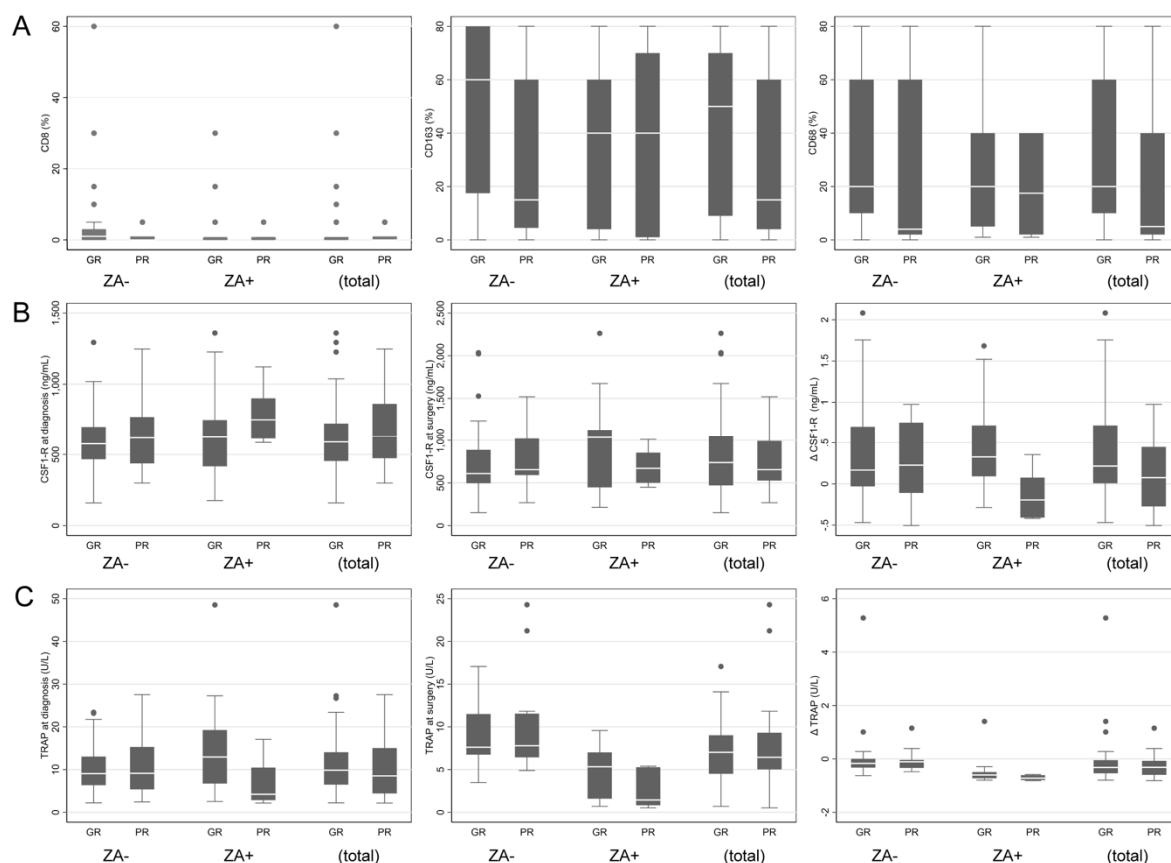 A
CD8 (%)
60
40
20
0
GR PR GR PR GR PR
ZA- ZA+ (total)
CD163 (%)
80
60
40
20
0
GR PR GR PR GR PR
ZA- ZA+ (total)
CD68 (%)
80
60
40
20
0
GR PR GR PR GR PR
ZA- ZA+ (total)
B
CSF1-R at diagnosis (ng/mL)
1,500
1,000
500
0
GR PR GR PR GR PR
ZA- ZA+ (total)
CSF1-R at surgery (ng/mL)
2,500
2,000
1,500
1,000
500
0
GR PR GR PR GR PR
ZA- ZA+ (total)
Δ CSF1-R (ng/mL)
2
1.5
1
.5
0
-.5
GR PR GR PR GR PR
ZA- ZA+ (total)
C
TRAP at diagnosis (U/L)
50
40
30
20
10
0
GR PR GR PR GR PR
ZA- ZA+ (total)
TRAP at surgery (U/L)
25
20
15
10
5
0
GR PR GR PR GR PR
ZA- ZA+ (total)
Δ TRAP (U/L)
6
4
2
0
-2
GR PR GR PR GR PR
ZA- ZA+ (total)